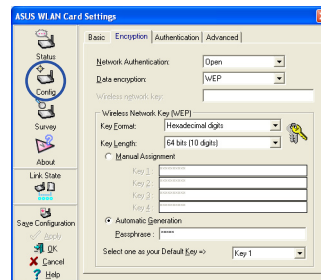 ASUS WLAN Card Settings
Status
Config
Survey
About
Link State
Save Configuration
Apply
OK
Cancel
Help
Basic Encryption Authentication Advanced
Network Authentication: Open
Data encryption: WEP
Wireless network key:
Wireless Network Key (WEP)
Key Format: Hexadecimal digits
Key Length: 64 bits (10 digits)
Manual Assignment
Key 1 : **********
Key 2 : **********
Key 3 : **********
Key 4 : **********
Automatic Generation
Passphrase : *****
Select one as your Default Key => Key 1